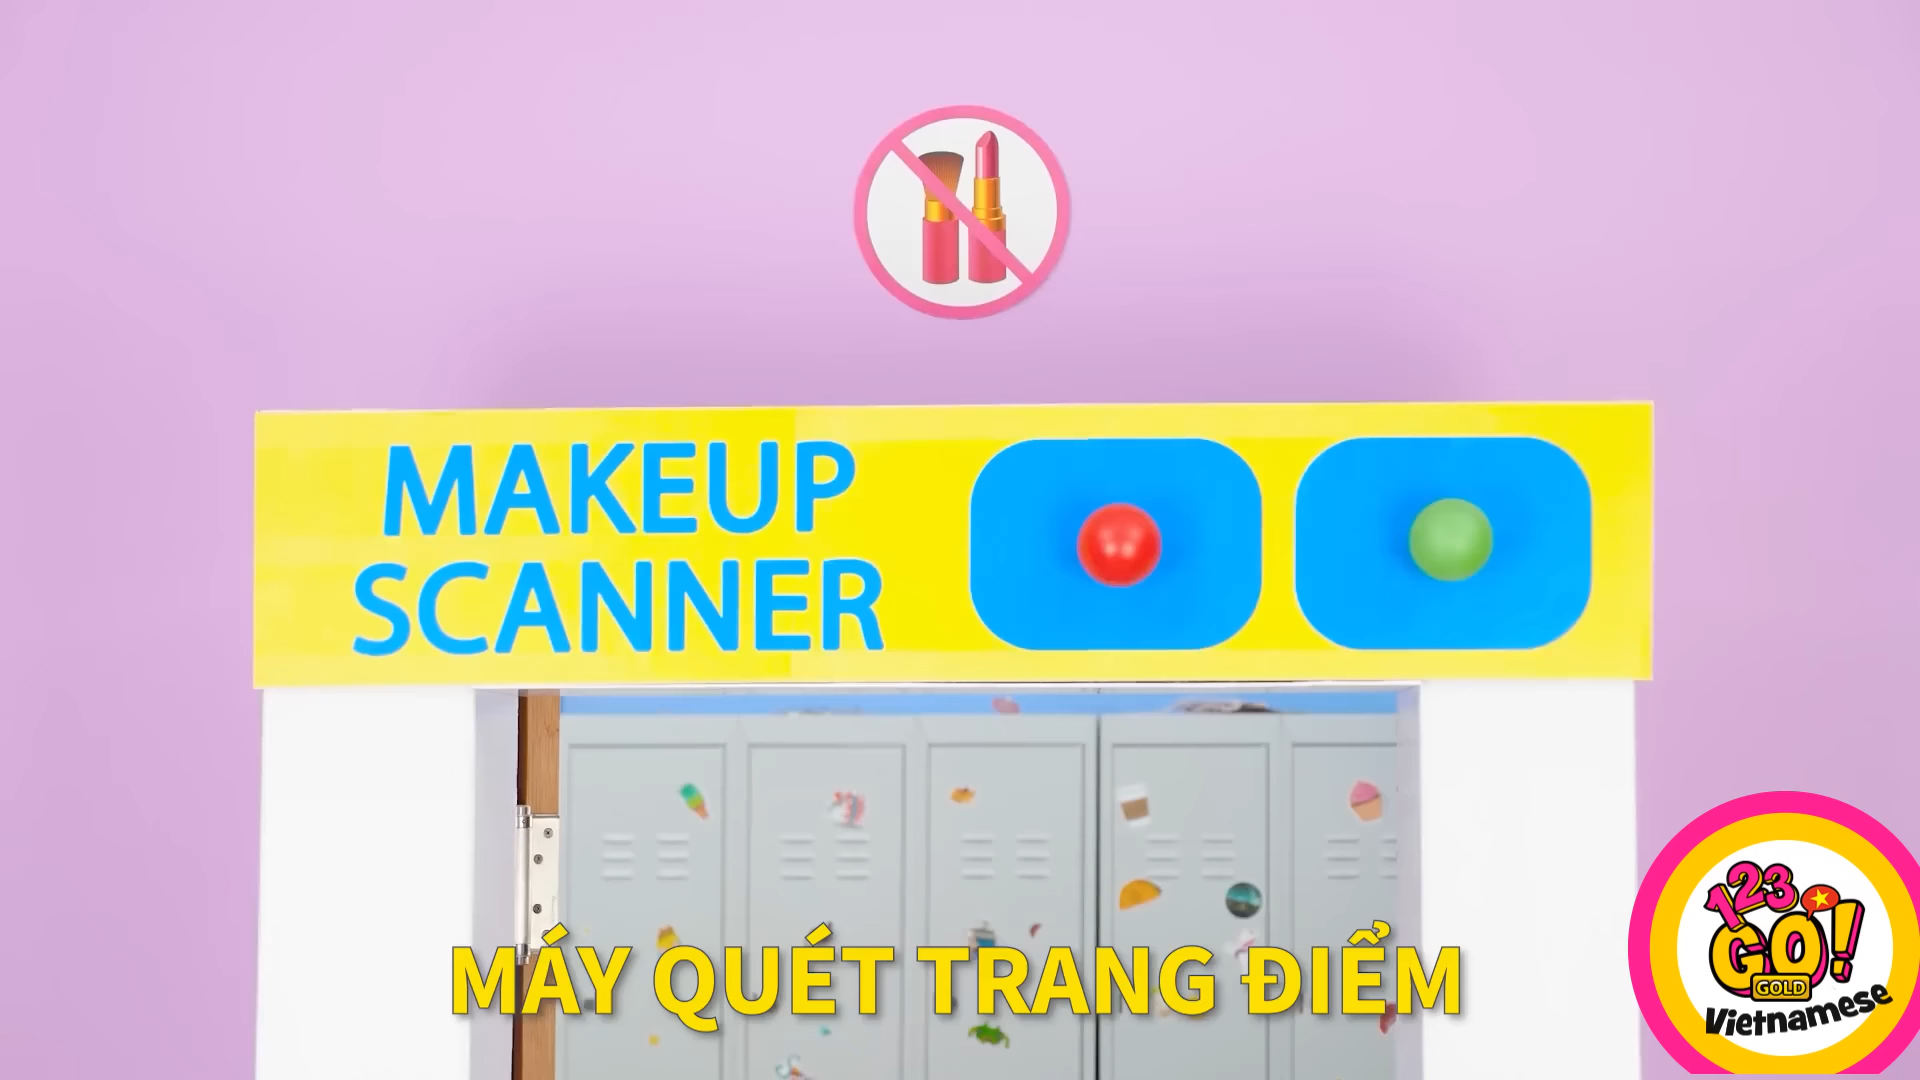 MAKEUP
SCANNER
MÁY QUÉT TRANG ĐIỂM
123
GO!
GOLD
Vietnamese